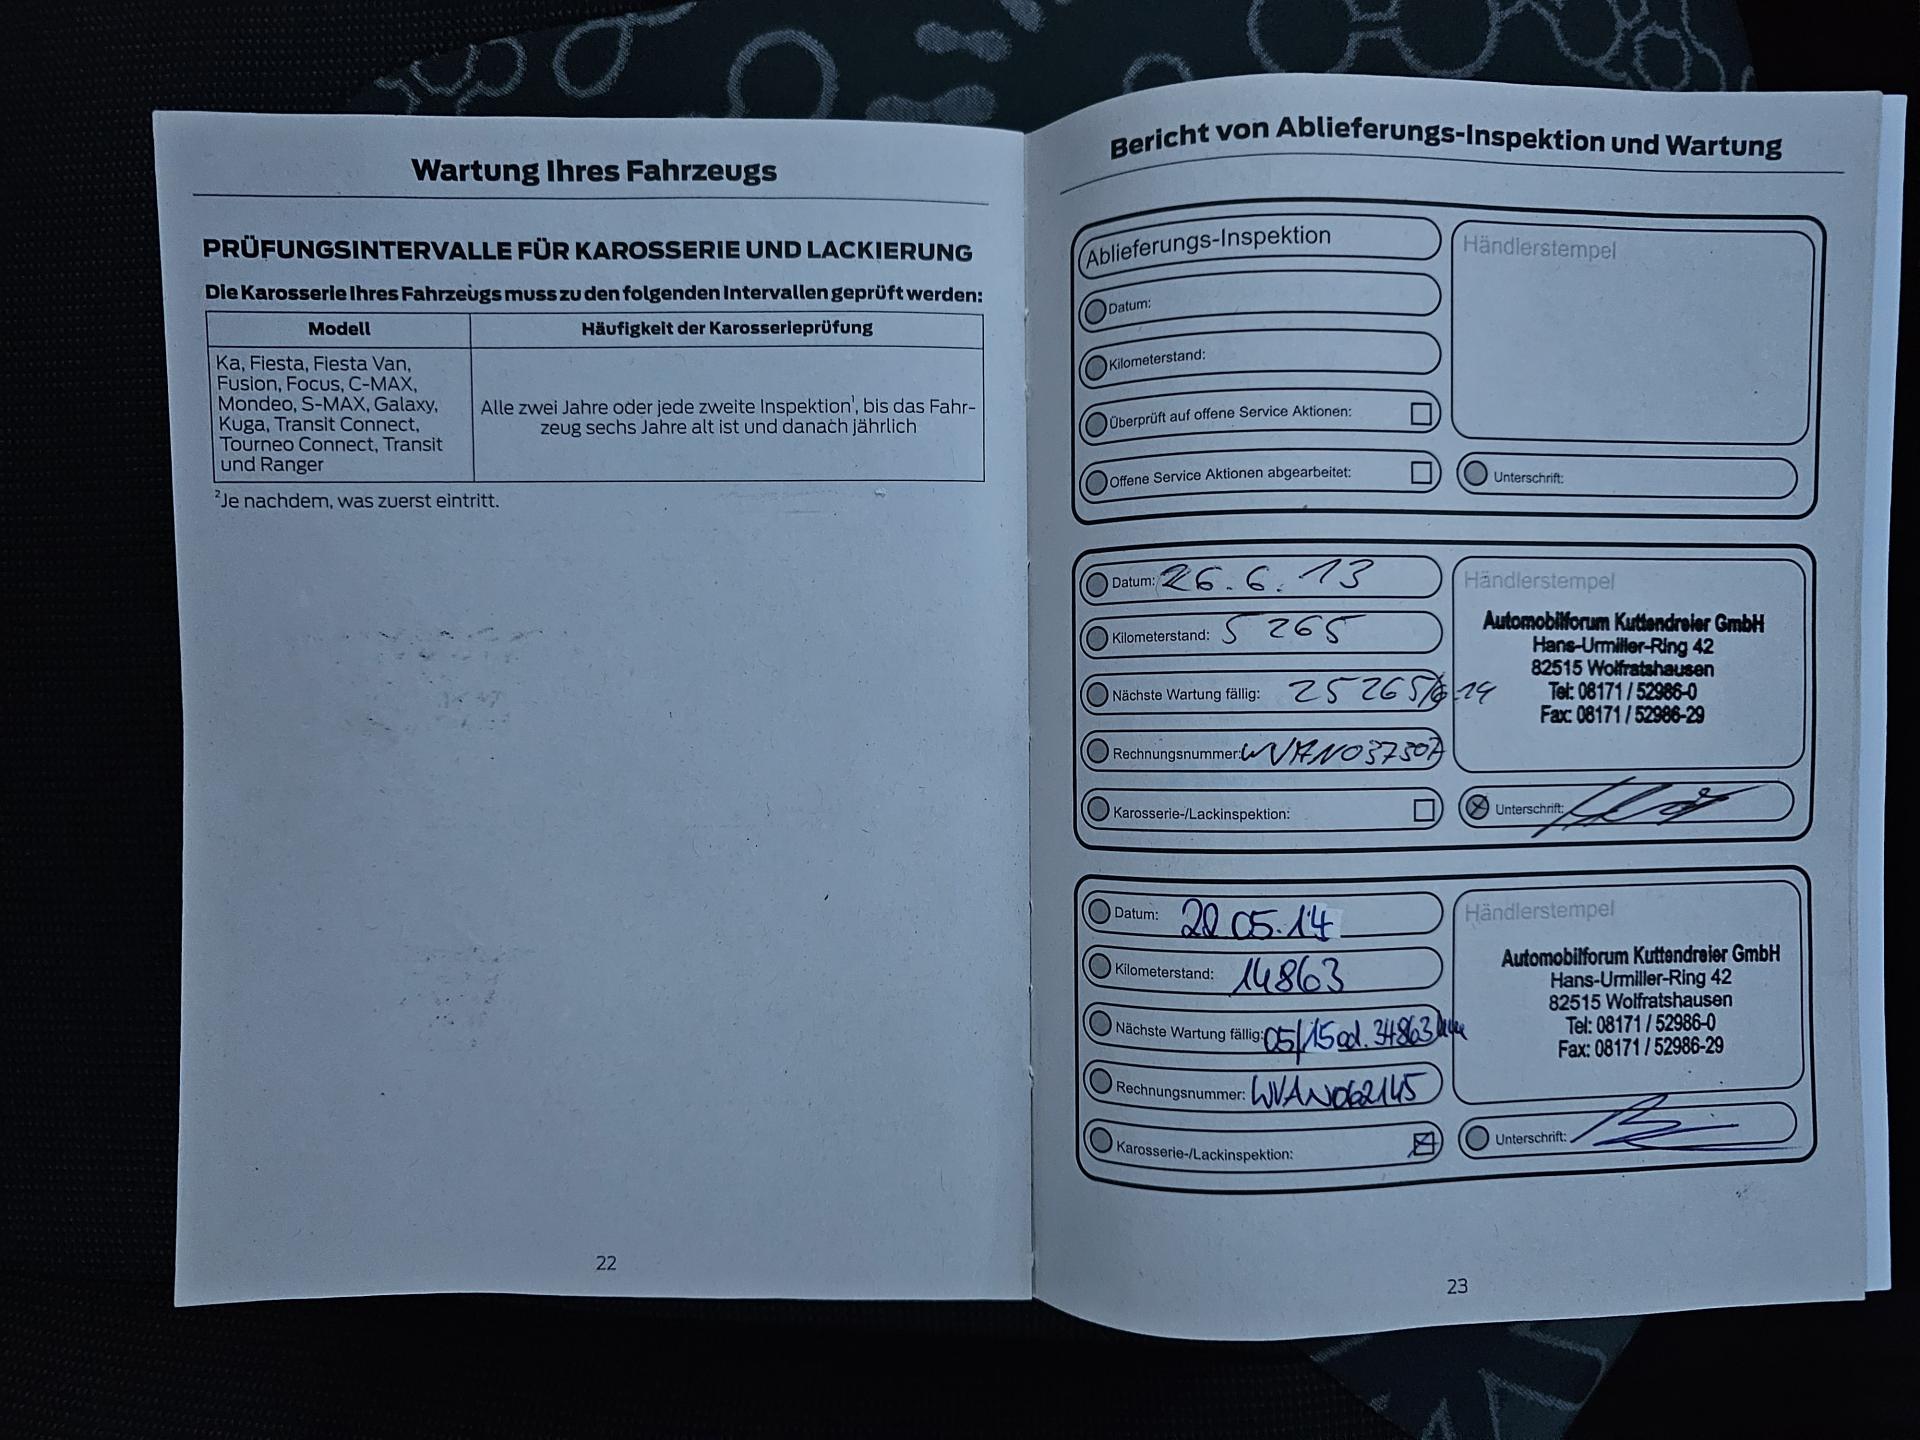 Wartung Ihres Fahrzeugs
PRÜFUNGSINTERVALLE FÜR KAROSSERIE UND LACKIERUNG
Die Karosserie Ihres Fahrzeugs muss zu den folgenden Intervallen geprüft werden:
Modell
Häufigkeit der Karosserieprüfung
Ka, Fiesta, Fiesta Van,
Fusion, Focus, C-MAX,
Mondeo, S-MAX, Galaxy,
Kuga, Transit Connect,
Tourneo Connect, Transit
und Ranger
Alle zwei Jahre oder jede zweite Inspektion¹, bis das Fahr-
zeug sechs Jahre alt ist und danach jährlich
²Je nachdem, was zuerst eintritt.
22
Bericht von Ablieferungs-Inspektion und Wartung
Ablieferungs-Inspektion
Datum:
Kilometerstand:
Überprüft auf offene Service Aktionen:
Offene Service Aktionen abgearbeitet:
Händlerstempel
Unterschrift:
Datum: 26.6.13
Kilometerstand: 5265
Nächste Wartung fällig: 25265/6.14
Rechnungsnummer: WVAN037307
Karosserie-/Lackinspektion:
Händlerstempel
Automobilforum Kuttendreier GmbH
Hans-Urmiller-Ring 42
82515 Wolfratshausen
Tel: 08171 / 52986-0
Fax: 08171 / 52986-29
Unterschrift:
Datum: 05.14
Kilometerstand: 14863
Nächste Wartung fällig: 05/15 od. 34863 km
Rechnungsnummer: WVAN062145
Karosserie-/Lackinspektion:
Händlerstempel
Automobilforum Kuttendreier GmbH
Hans-Urmiller-Ring 42
82515 Wolfratshausen
Tel: 08171 / 52986-0
Fax: 08171 / 52986-29
Unterschrift:
23